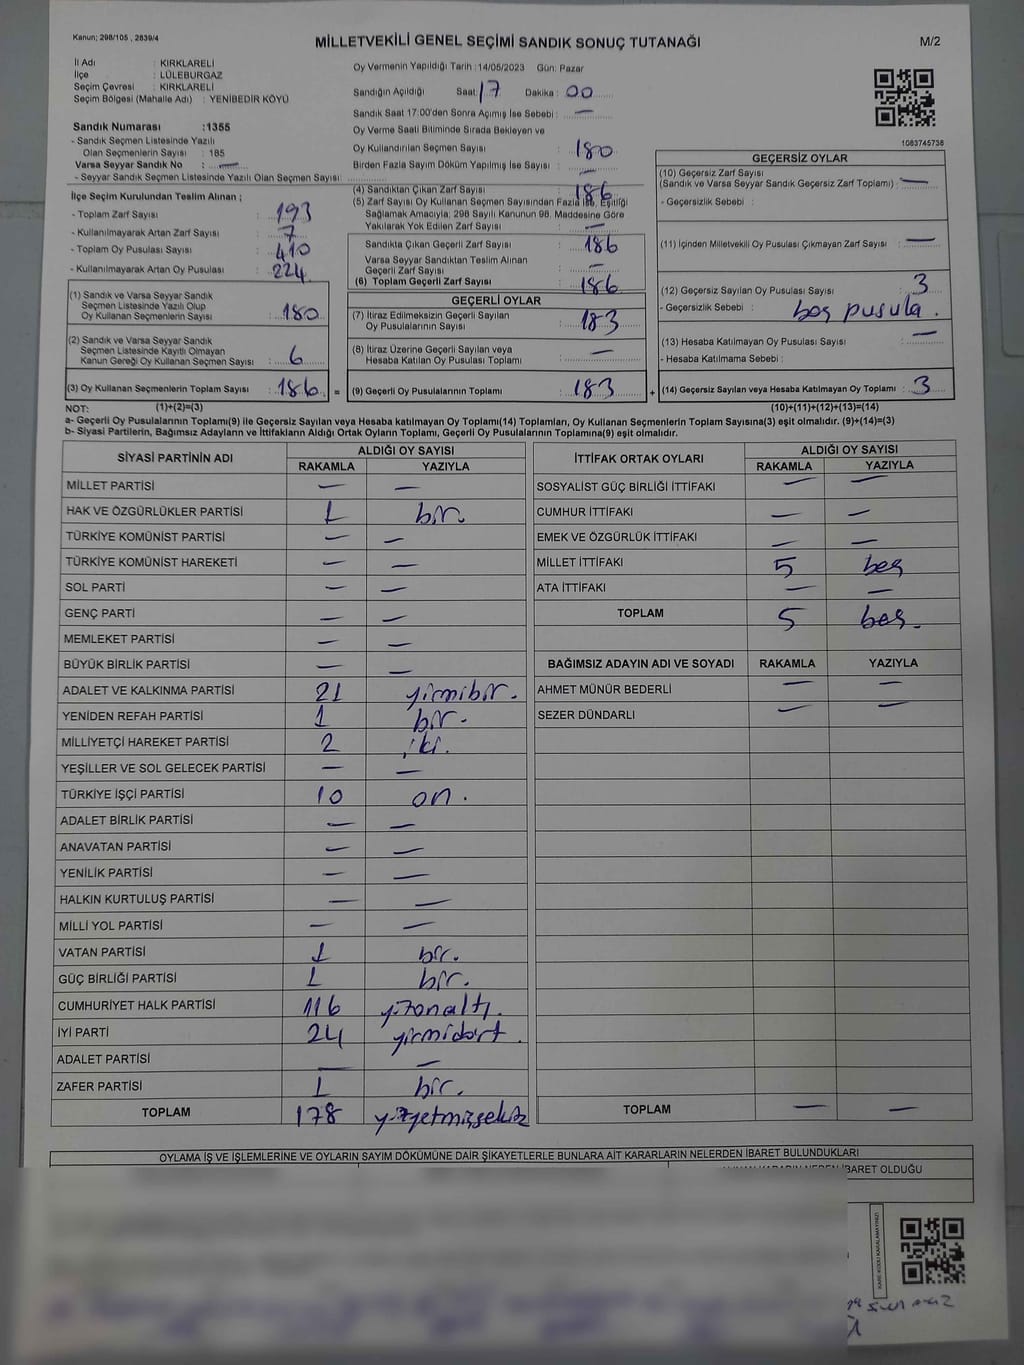 Kanun; 298/105 , 2839/4
MİLLETVEKİLİ GENEL SEÇİMİ SANDIK SONUÇ TUTANAĞI
M/2
İl Adı : KIRKLARELİ
İlçe : LÜLEBURGAZ
Seçim Çevresi : KIRKLARELİ
Seçim Bölgesi (Mahalle Adı) : YENİBEDİR KÖYÜ
Sandık Numarası :1355
- Sandık Seçmen Listesinde Yazılı
Olan Seçmenlerin Sayısı : 185
Varsa Seyyar Sandık No : —
- Seyyar Sandık Seçmen Listesinde Yazılı Olan Seçmen Sayısı:
İlçe Seçim Kurulundan Teslim Alınan ;
- Toplam Zarf Sayısı : 193
- Kullanılmayarak Artan Zarf Sayısı : 7
- Toplam Oy Pusulası Sayısı : 410
- Kullanılmayarak Artan Oy Pusulası : 224
(1) Sandık ve Varsa Seyyar Sandık
Seçmen Listesinde Yazılı Olup
Oy Kullanan Seçmenlerin Sayısı : 180
(2) Sandık ve Varsa Seyyar Sandık
Seçmen Listesinde Kayıtlı Olmayan
Kanun Gereği Oy Kullanan Seçmen Sayısı : 6
(3) Oy Kullanan Seçmenlerin Toplam Sayısı : 186 =
Oy Vermenin Yapıldığı Tarih :14/05/2023 Gün: Pazar
Sandığın Açıldığı Saat: 17 Dakika : 00
Sandık Saat 17:00'den Sonra Açımış İse Sebebi : —
Oy Verme Saati Bitiminde Sırada Bekleyen ve
Oy Kullandırılan Seçmen Sayısı : 180
Birden Fazla Sayım Döküm Yapılmış İse Sayısı : —
(4) Sandıktan Çıkan Zarf Sayısı : 186
(5) Zarf Sayısı Oy Kullanan Seçmen Sayısından Fazla İse, Eşitliği
Sağlamak Amacıyla; 298 Sayılı Kanunun 98. Maddesine Göre
Yakılarak Yok Edilen Zarf Sayısı : —
Sandıkta Çıkan Geçerli Zarf Sayısı : 186
Varsa Seyyar Sandıktan Teslim Alınan
Geçerli Zarf Sayısı : —
(6) Toplam Geçerli Zarf Sayısı : 186
GEÇERLİ OYLAR
(7) İtiraz Edilmeksizin Geçerli Sayılan
Oy Pusulalarının Sayısı : 183
(8) İtiraz Üzerine Geçerli Sayılan veya
Hesaba Katılan Oy Pusulası Toplamı : —
(9) Geçerli Oy Pusulalarının Toplamı : 183 +
1083745738
GEÇERSİZ OYLAR
(10) Geçersiz Zarf Sayısı
(Sandık ve Varsa Seyyar Sandık Geçersiz Zarf Toplamı) : —
- Geçersizlik Sebebi :
(11) İçinden Milletvekili Oy Pusulası Çıkmayan Zarf Sayısı : —
(12) Geçersiz Sayılan Oy Pusulası Sayısı : 3
- Geçersizlik Sebebi : boş pusula.
(13) Hesaba Katılmayan Oy Pusulası Sayısı : —
- Hesaba Katılmama Sebebi :
(14) Geçersiz Sayılan veya Hesaba Katılmayan Oy Toplamı : 3
NOT: (1)+(2)=(3) (10)+(11)+(12)+(13)=(14)
a- Geçerli Oy Pusulalarının Toplamı(9) ile Geçersiz Sayılan veya Hesaba katılmayan Oy Toplamı(14) Toplamları, Oy Kullanan Seçmenlerin Toplam Sayısına(3) eşit olmalıdır. (9)+(14)=(3)
b- Siyasi Partilerin, Bağımsız Adayların ve İttifakların Aldığı Ortak Oyların Toplamı, Geçerli Oy Pusulalarının Toplamına(9) eşit olmalıdır.
SİYASİ PARTİNİN ADI ALDIĞI OY SAYISI
RAKAMLA YAZIYLA
MİLLET PARTİSİ — —
HAK VE ÖZGÜRLÜKLER PARTİSİ 1 bir.
TÜRKİYE KOMÜNİST PARTİSİ — —
TÜRKİYE KOMÜNİST HAREKETİ — —
SOL PARTİ — —
GENÇ PARTİ — —
MEMLEKET PARTİSİ — —
BÜYÜK BİRLİK PARTİSİ — —
ADALET VE KALKINMA PARTİSİ 21 yirmibir.
YENİDEN REFAH PARTİSİ 1 bir.
MİLLİYETÇİ HAREKET PARTİSİ 2 iki.
YEŞİLLER VE SOL GELECEK PARTİSİ — —
TÜRKİYE İŞÇİ PARTİSİ 10 on.
ADALET BİRLİK PARTİSİ — —
ANAVATAN PARTİSİ — —
YENİLİK PARTİSİ — —
HALKIN KURTULUŞ PARTİSİ — —
MİLLİ YOL PARTİSİ — —
VATAN PARTİSİ 1 bir.
GÜÇ BİRLİĞİ PARTİSİ 1 bir.
CUMHURİYET HALK PARTİSİ 116 yüzonaltı.
İYİ PARTİ 24 yirmidört.
ADALET PARTİSİ — —
ZAFER PARTİSİ 1 bir.
TOPLAM 178 yüzyetmişsekiz
İTTİFAK ORTAK OYLARI ALDIĞI OY SAYISI
RAKAMLA YAZIYLA
SOSYALİST GÜÇ BİRLİĞİ İTTİFAKI — —
CUMHUR İTTİFAKI — —
EMEK VE ÖZGÜRLÜK İTTİFAKI — —
MİLLET İTTİFAKI 5 beş
ATA İTTİFAKI — —
TOPLAM 5 beş.
BAĞIMSIZ ADAYIN ADI VE SOYADI RAKAMLA YAZIYLA
AHMET MÜNÜR BEDERLİ — —
SEZER DÜNDARLI — —
TOPLAM — —
OYLAMA İŞ VE İŞLEMLERİNE VE OYLARIN SAYIM DÖKÜMÜNE DAİR ŞİKAYETLERLE BUNLARA AİT KARARLARIN NELERDEN İBARET BULUNDUKLARI
İBARET OLDUĞU
KARE KODU KARALAMAYINIZ!